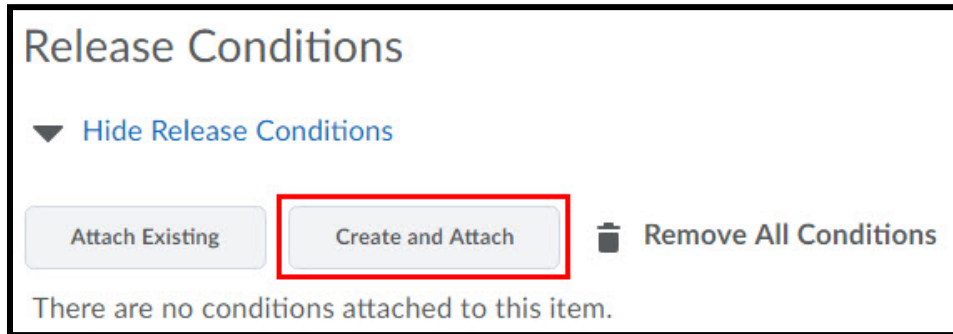 Release Conditions
Hide Release Conditions
Attach Existing Create and Attach Remove All Conditions
There are no conditions attached to this item.